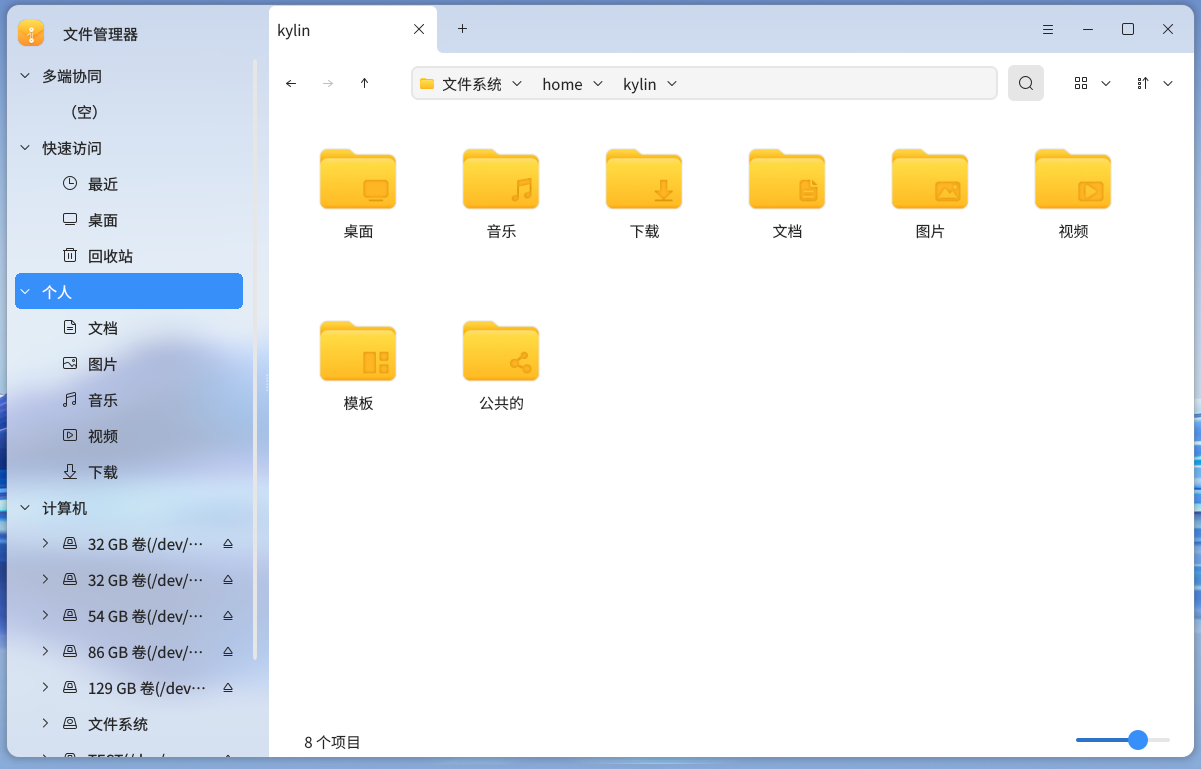 文件管理器
kylin
多端协同
（空）
快速访问
最近
桌面
回收站
个人
文档
图片
音乐
视频
下载
计算机
32 GB 卷(/dev/···
32 GB 卷(/dev/···
54 GB 卷(/dev/···
86 GB 卷(/dev/···
129 GB 卷(/dev···
文件系统
文件系统 home kylin
桌面 音乐 下载 文档 图片 视频
模板 公共的
8 个项目